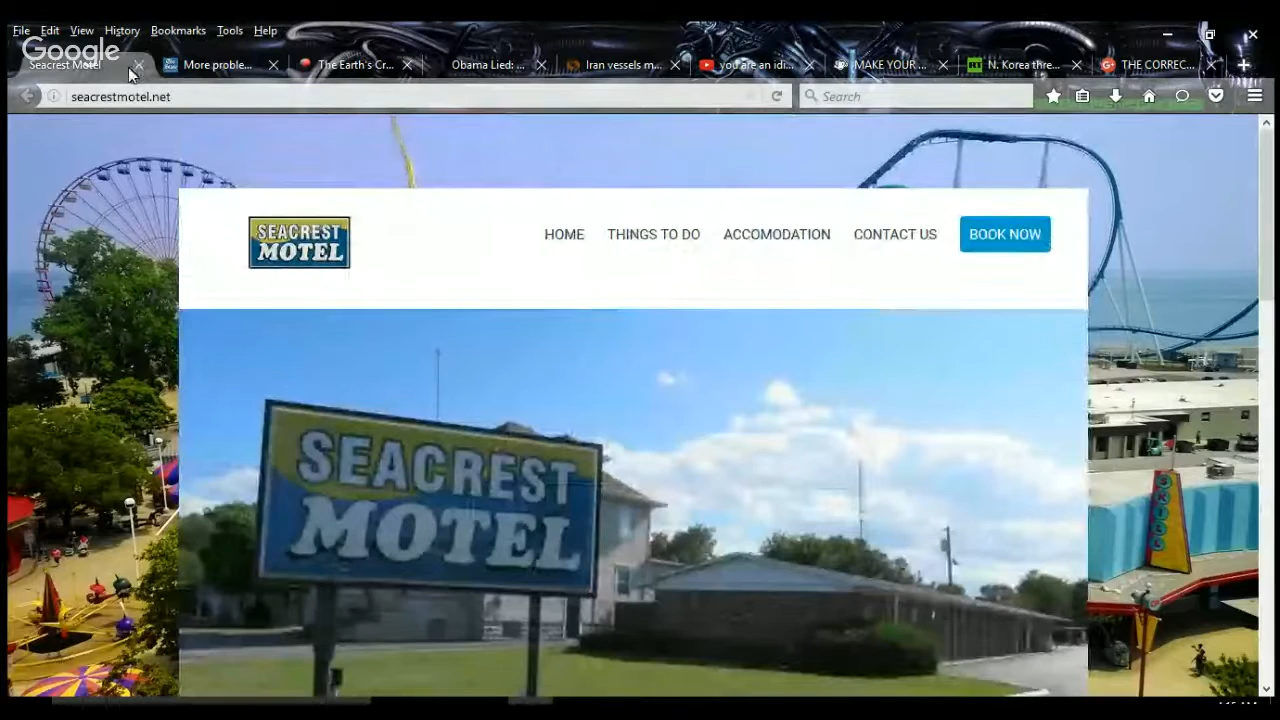 File Edit View History Bookmarks Tools Help
Google
Seacrest Motel More proble... The Earth's Cr... Obama Lied: ... Iran vessels m... you are an idi... MAKE YOUR ... RT N. Korea thre... G+ THE CORREC...
seacrestmotel.net Search
SEACREST
MOTEL
HOME THINGS TO DO ACCOMODATION CONTACT US BOOK NOW
SEACREST
MOTEL